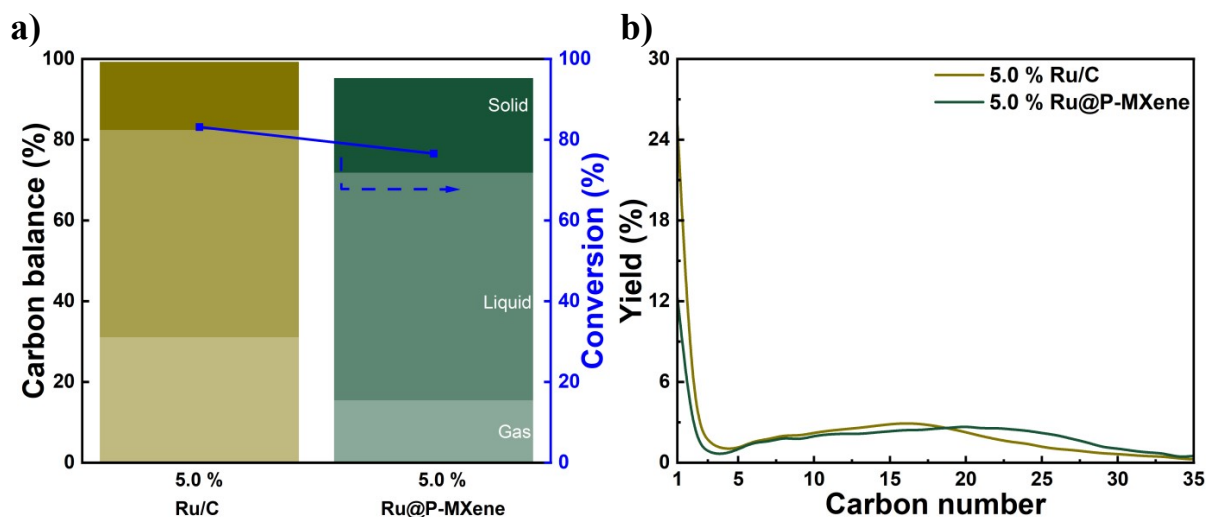 a)
Carbon balance (%)
100
80
60
40
20
0
Solid
Liquid
Gas
100
80
60
40
20
0
Conversion (%)
5.0 %
Ru/C
5.0 %
Ru@P-MXene
b)
Yield (%)
30
24
18
12
6
0
5.0 % Ru/C
5.0 % Ru@P-MXene
1 5 10 15 20 25 30 35
Carbon number